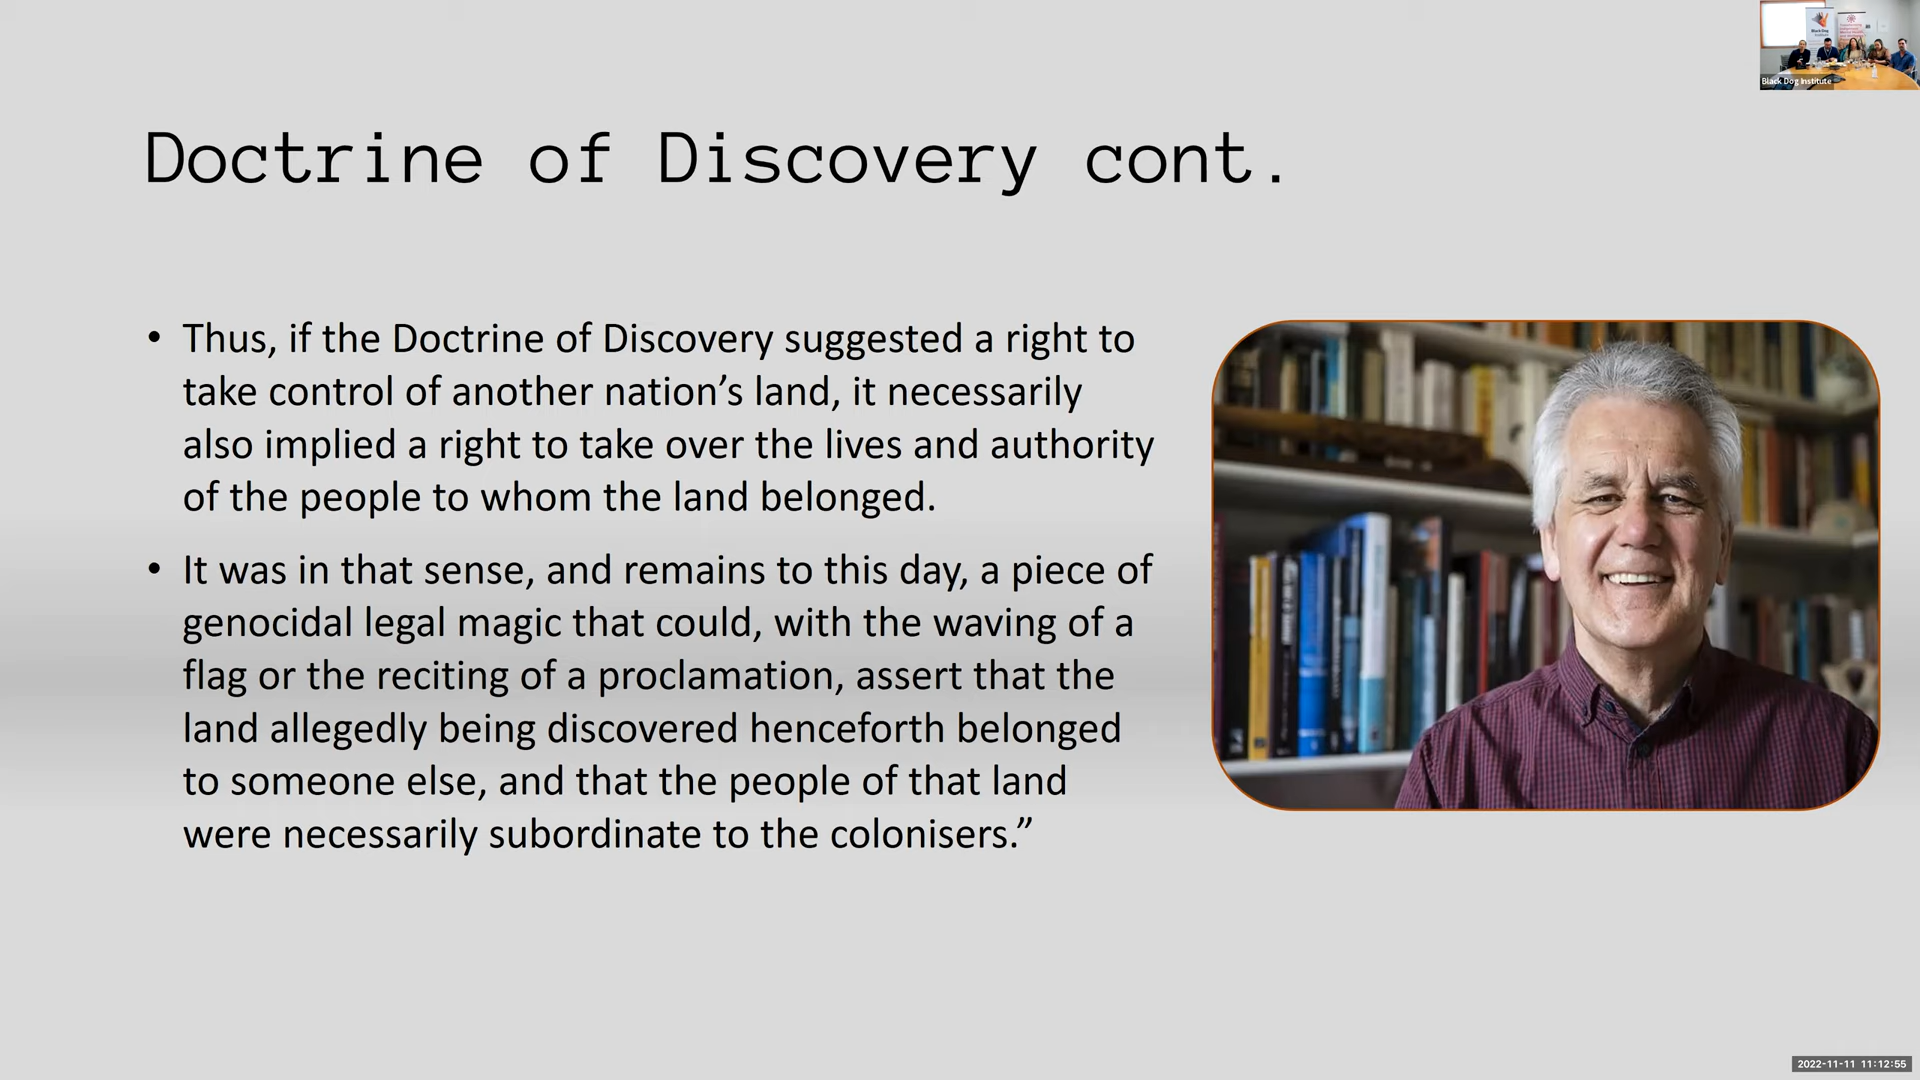 Black Dog Institute
Doctrine of Discovery cont.
• Thus, if the Doctrine of Discovery suggested a right to
take control of another nation’s land, it necessarily
also implied a right to take over the lives and authority
of the people to whom the land belonged.
• It was in that sense, and remains to this day, a piece of
genocidal legal magic that could, with the waving of a
flag or the reciting of a proclamation, assert that the
land allegedly being discovered henceforth belonged
to someone else, and that the people of that land
were necessarily subordinate to the colonisers.”
2022-11-11 11:12:55